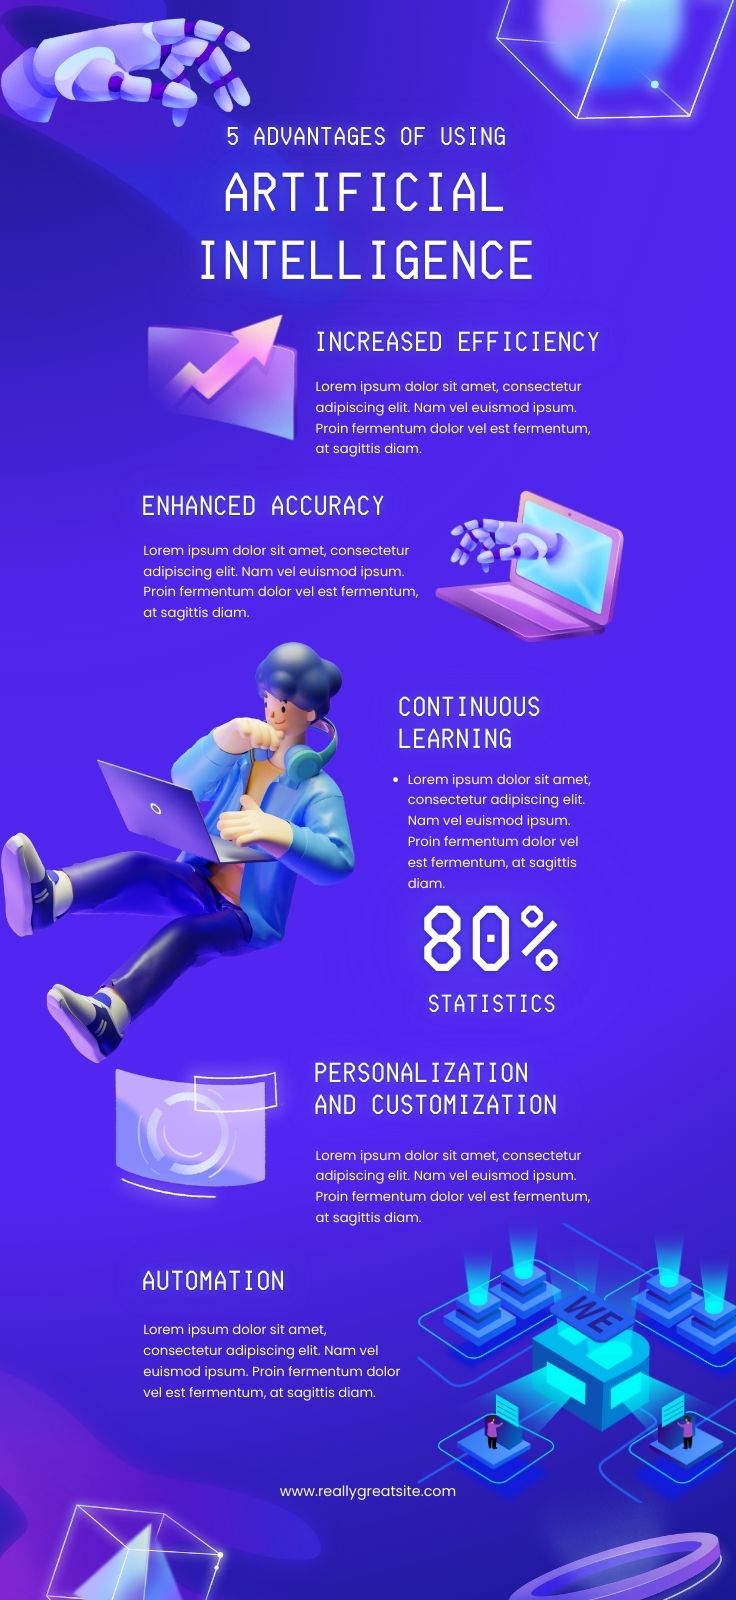 5 ADVANTAGES OF USING
ARTIFICIAL
INTELLIGENCE
INCREASED EFFICIENCY
Lorem ipsum dolor sit amet, consectetur
adipiscing elit. Nam vel euismod ipsum.
Proin fermentum dolor vel est fermentum,
at sagittis diam.
ENHANCED ACCURACY
Lorem ipsum dolor sit amet, consectetur
adipiscing elit. Nam vel euismod ipsum.
Proin fermentum dolor vel est fermentum,
at sagittis diam.
CONTINUOUS
LEARNING
• Lorem ipsum dolor sit amet,
consectetur adipiscing elit.
Nam vel euismod ipsum.
Proin fermentum dolor vel
est fermentum, at sagittis
diam.
80%
STATISTICS
PERSONALIZATION
AND CUSTOMIZATION
Lorem ipsum dolor sit amet, consectetur
adipiscing elit. Nam vel euismod ipsum.
Proin fermentum dolor vel est fermentum,
at sagittis diam.
AUTOMATION
Lorem ipsum dolor sit amet,
consectetur adipiscing elit. Nam vel
euismod ipsum. Proin fermentum dolor
vel est fermentum, at sagittis diam.
WE
www.reallygreatsite.com